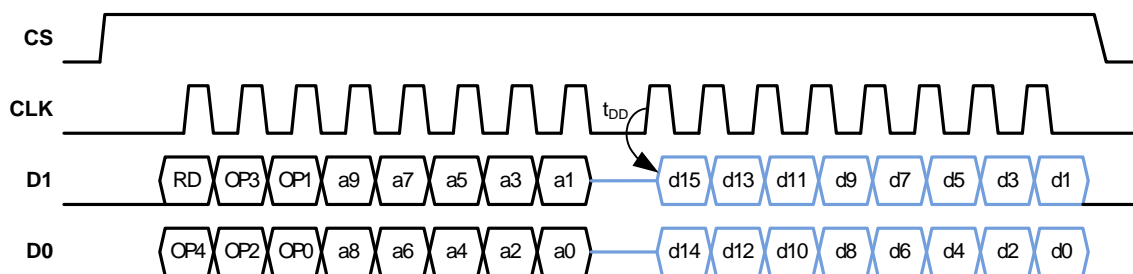 CS
CLK
tDD
D1 RD OP3 OP1 a9 a7 a5 a3 a1 d15 d13 d11 d9 d7 d5 d3 d1
D0 OP4 OP2 OP0 a8 a6 a4 a2 a0 d14 d12 d10 d8 d6 d4 d2 d0